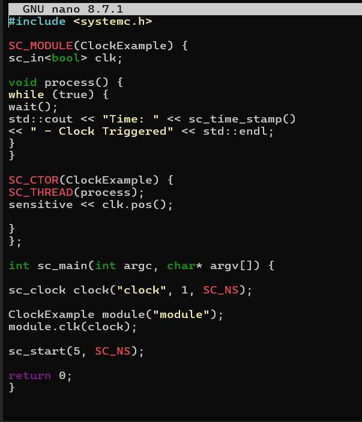 GNU nano 8.7.1
#include <systemc.h>
SC_MODULE(ClockExample) {
sc_in<bool> clk;
void process() {
while (true) {
wait();
std::cout << "Time: " << sc_time_stamp()
<< " - Clock Triggered" << std::endl;
}
}
SC_CTOR(ClockExample) {
SC_THREAD(process);
sensitive << clk.pos();
}
};
int sc_main(int argc, char* argv[]) {
sc_clock clock("clock", 1, SC_NS);
ClockExample module("module");
module.clk(clock);
sc_start(5, SC_NS);
return 0;
}